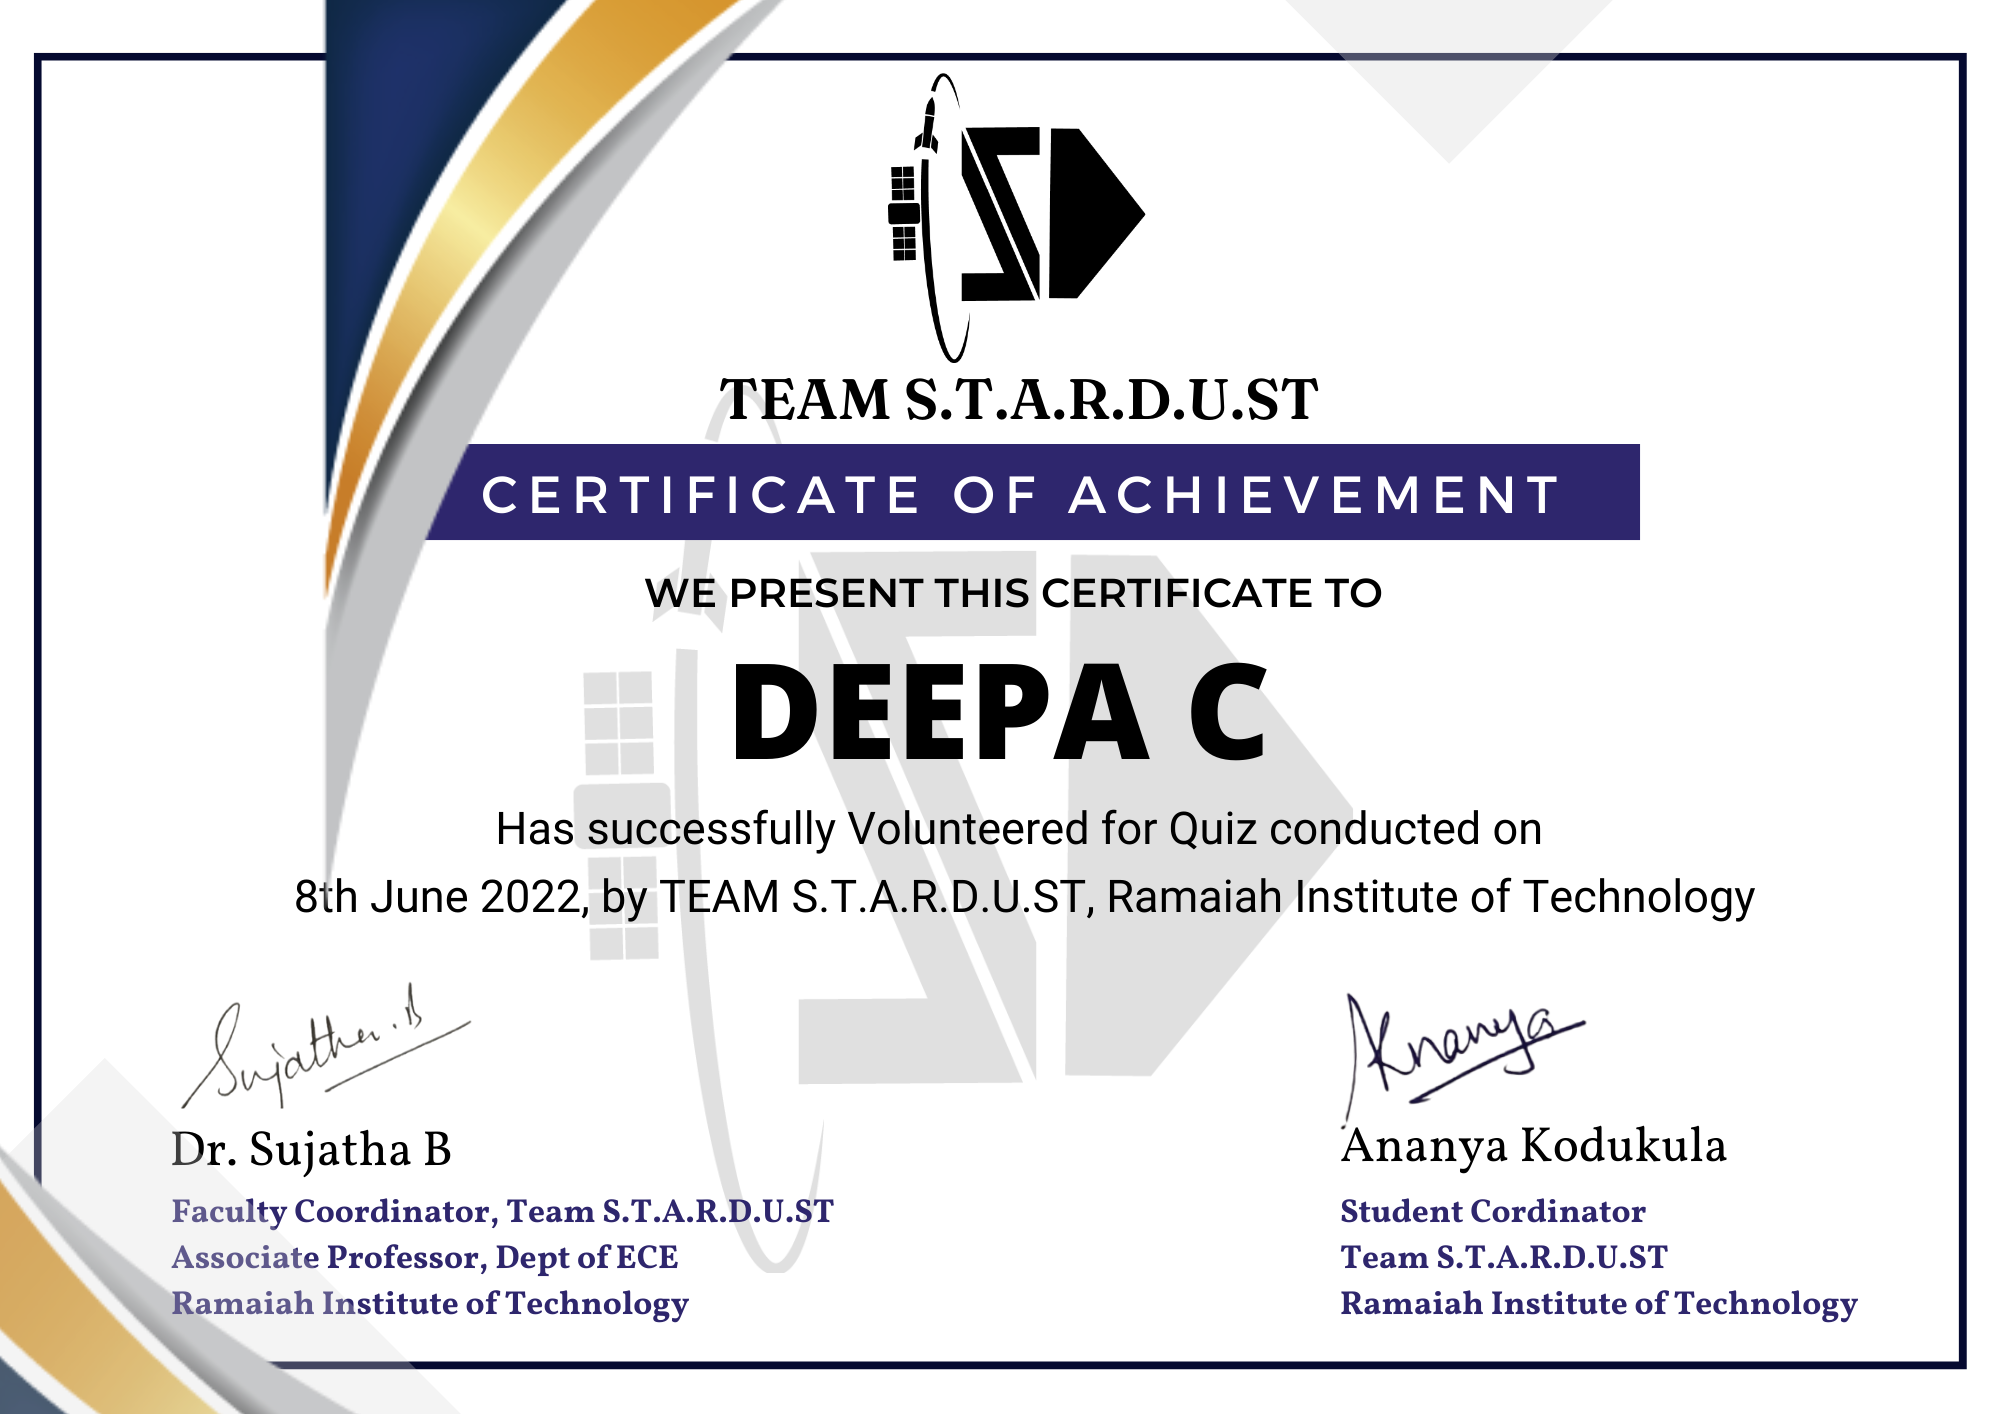 TEAM S.T.A.R.D.U.ST
CERTIFICATE OF ACHIEVEMENT
WE PRESENT THIS CERTIFICATE TO
DEEPA C
Has successfully Volunteered for Quiz conducted on
8th June 2022, by TEAM S.T.A.R.D.U.ST, Ramaiah Institute of Technology
Sujatha.B
Dr. Sujatha B
Faculty Coordinator, Team S.T.A.R.D.U.ST
Associate Professor, Dept of ECE
Ramaiah Institute of Technology
Ananya
Ananya Kodukula
Student Cordinator
Team S.T.A.R.D.U.ST
Ramaiah Institute of Technology